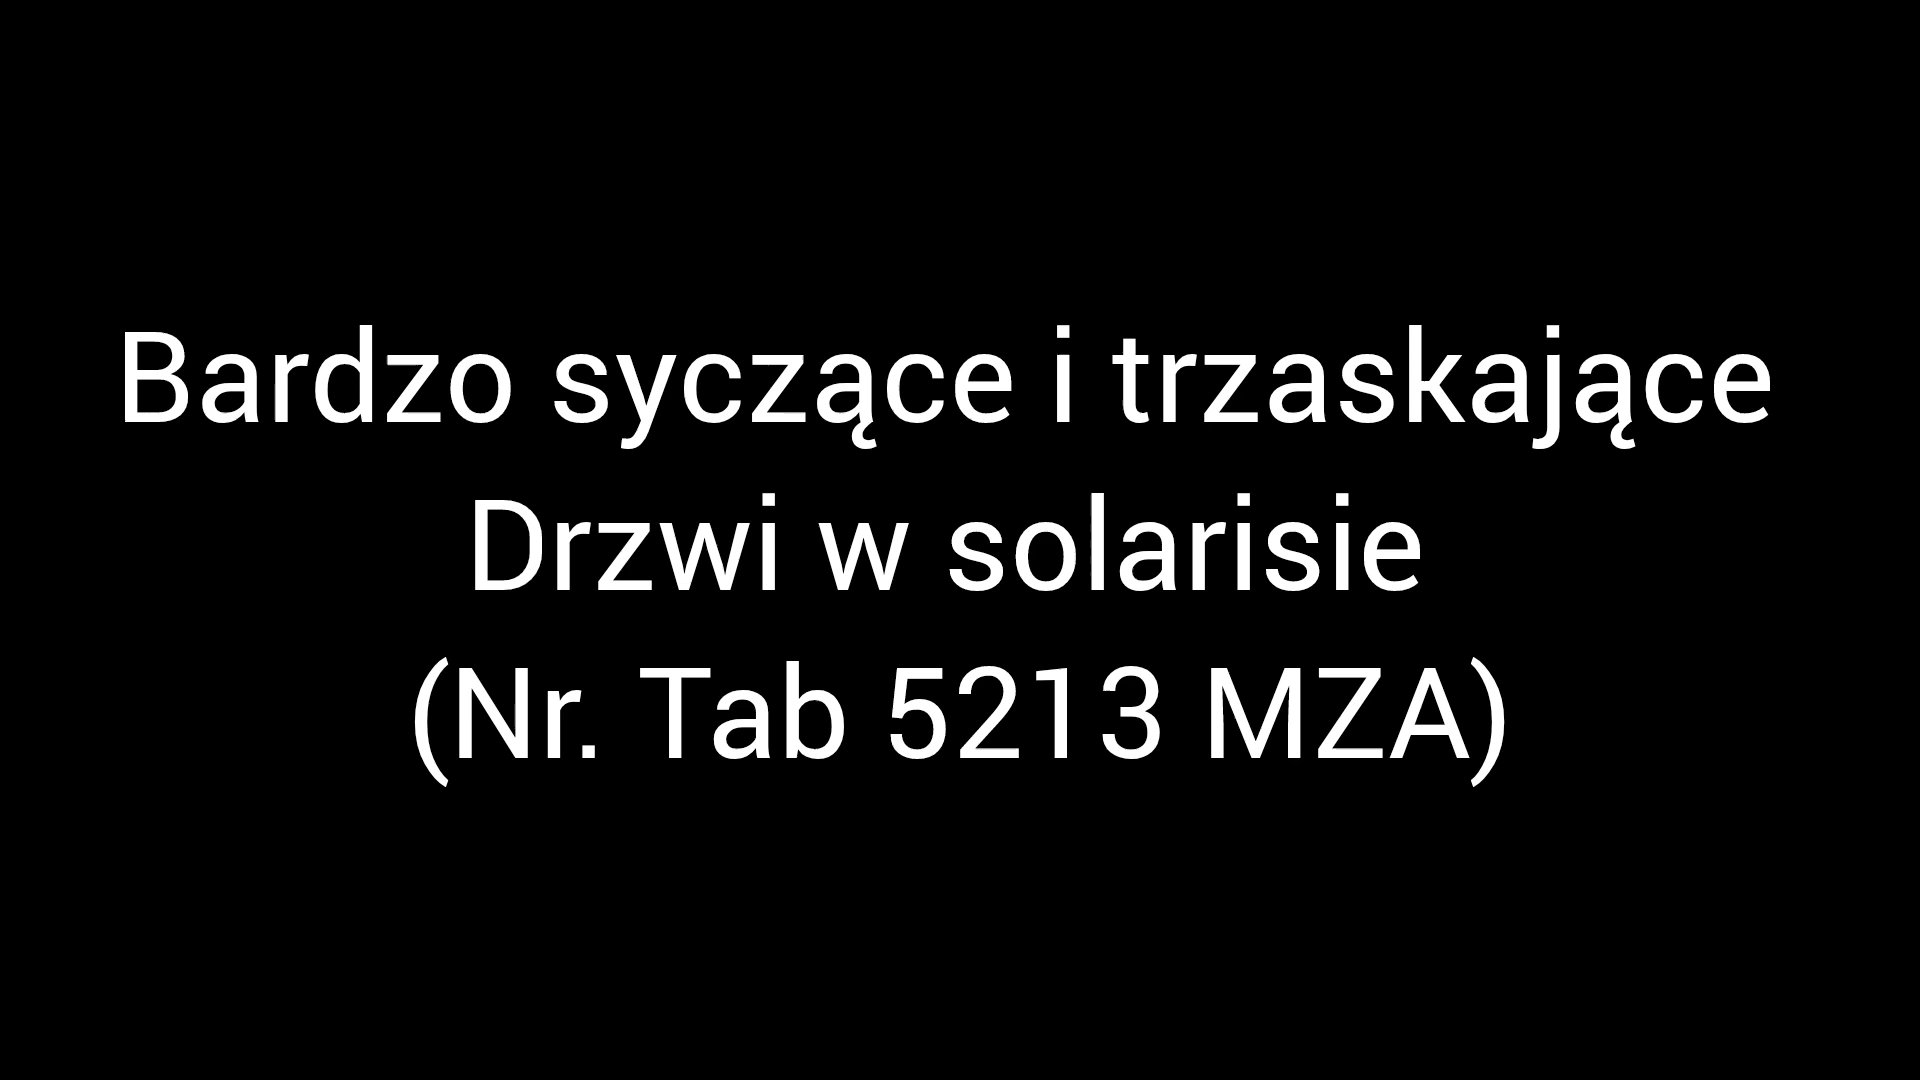 Bardzo syczące i trzaskające
Drzwi w solarisie
(Nr. Tab 5213 MZA)